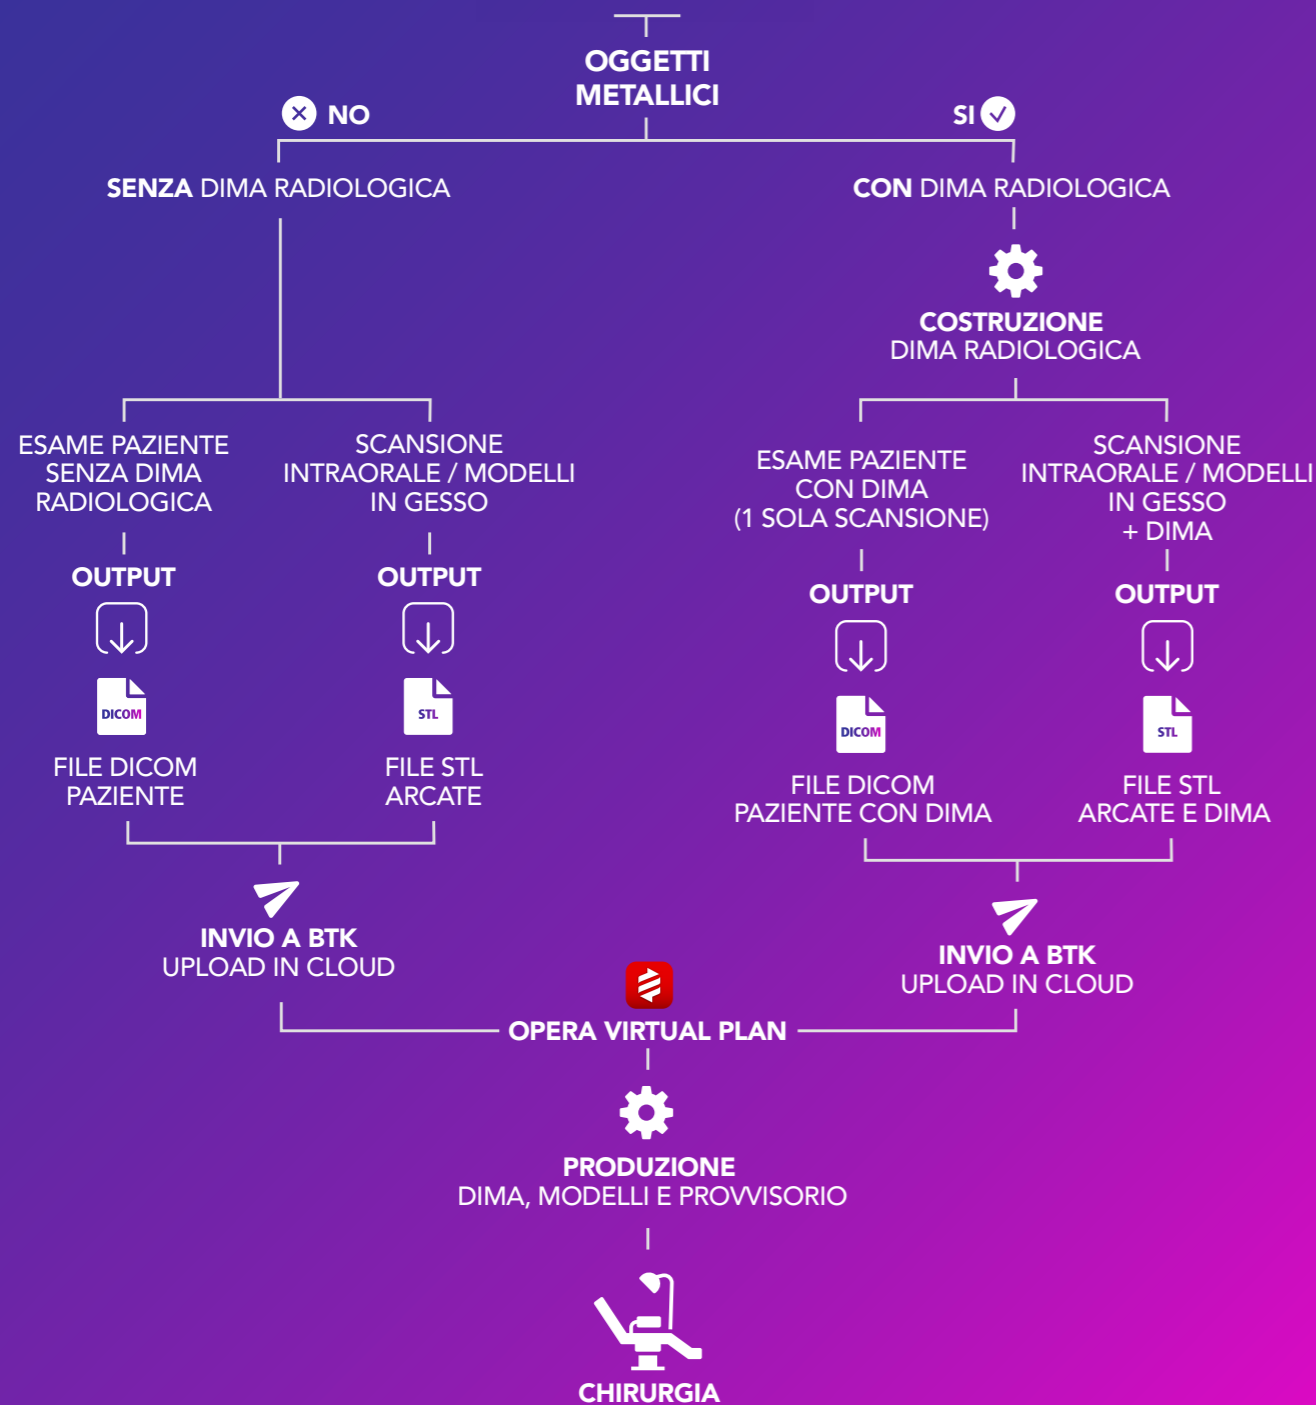 OGGETTI
METALLICI
NO
SI
SENZA DIMA RADIOLOGICA
CON DIMA RADIOLOGICA
COSTRUZIONE
DIMA RADIOLOGICA
ESAME PAZIENTE
SENZA DIMA
RADIOLOGICA
SCANSIONE
INTRAORALE / MODELLI
IN GESSO
ESAME PAZIENTE
CON DIMA
(1 SOLA SCANSIONE)
SCANSIONE
INTRAORALE / MODELLI
IN GESSO
+ DIMA
OUTPUT
OUTPUT
OUTPUT
OUTPUT
DICOM
STL
DICOM
STL
FILE DICOM
PAZIENTE
FILE STL
ARCATE
FILE DICOM
PAZIENTE CON DIMA
FILE STL
ARCATE E DIMA
INVIO A BTK
UPLOAD IN CLOUD
INVIO A BTK
UPLOAD IN CLOUD
OPERA VIRTUAL PLAN
PRODUZIONE
DIMA, MODELLI E PROVVISORIO
CHIRURGIA